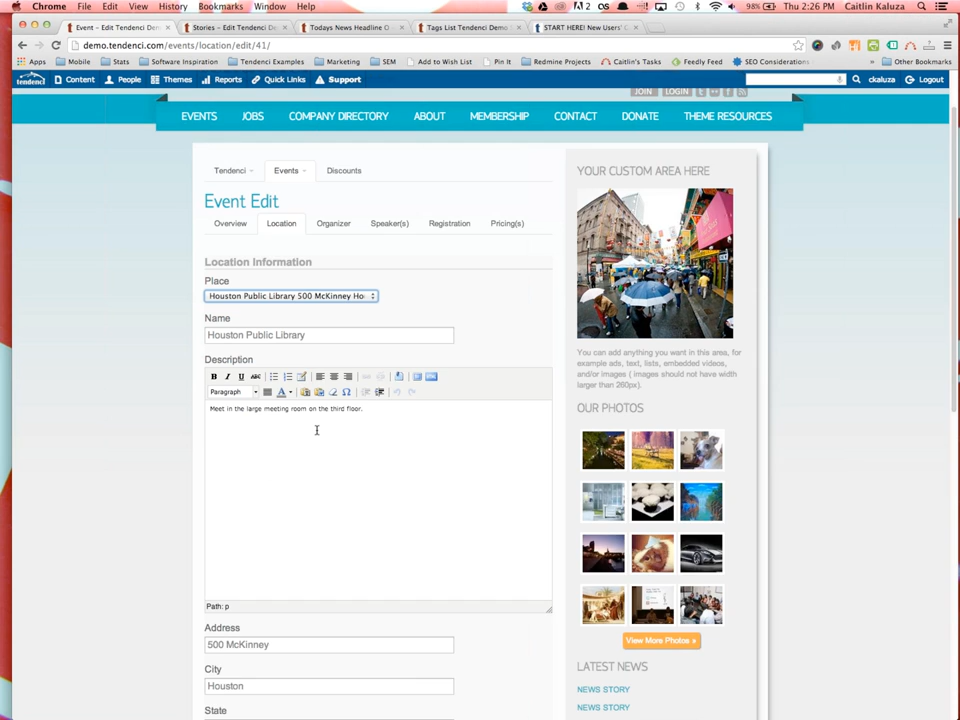 Chrome File Edit View History Bookmarks Window Help 2 98% Thu 2:26 PM Caitlin Kaluza
Event – Edit Tendenci Dem Stories – Edit Tendenci Dem Todays News Headline O Tags List Tendenci Demo START HERE! New Users' G
demo.tendenci.com/events/location/edit/41/
Apps Mobile Stats Software Inspiration Tendenci Examples Marketing SEM Add to Wish List Pin It Redmine Projects Caitlin's Tasks Feedly Feed SEO Considerations » Other Bookmarks
tendenci Content People Themes Reports Quick Links Support ckaluza Logout
JOIN LOGIN
EVENTS JOBS COMPANY DIRECTORY ABOUT MEMBERSHIP CONTACT DONATE THEME RESOURCES
Tendenci Events Discounts
Event Edit
Overview Location Organizer Speaker(s) Registration Pricing(s)
Location Information
Place
Houston Public Library 500 McKinney Ho
Name
Houston Public Library
Description
B I U ABC
Paragraph A
Meet in the large meeting room on the third floor.
Path: p
Address
500 McKinney
City
Houston
State
YOUR CUSTOM AREA HERE
You can add anything you want in this area, for
example ads, text, lists, embedded videos,
and/or images ( images should not have width
larger than 260px).
OUR PHOTOS
View More Photos »
LATEST NEWS
NEWS STORY
NEWS STORY